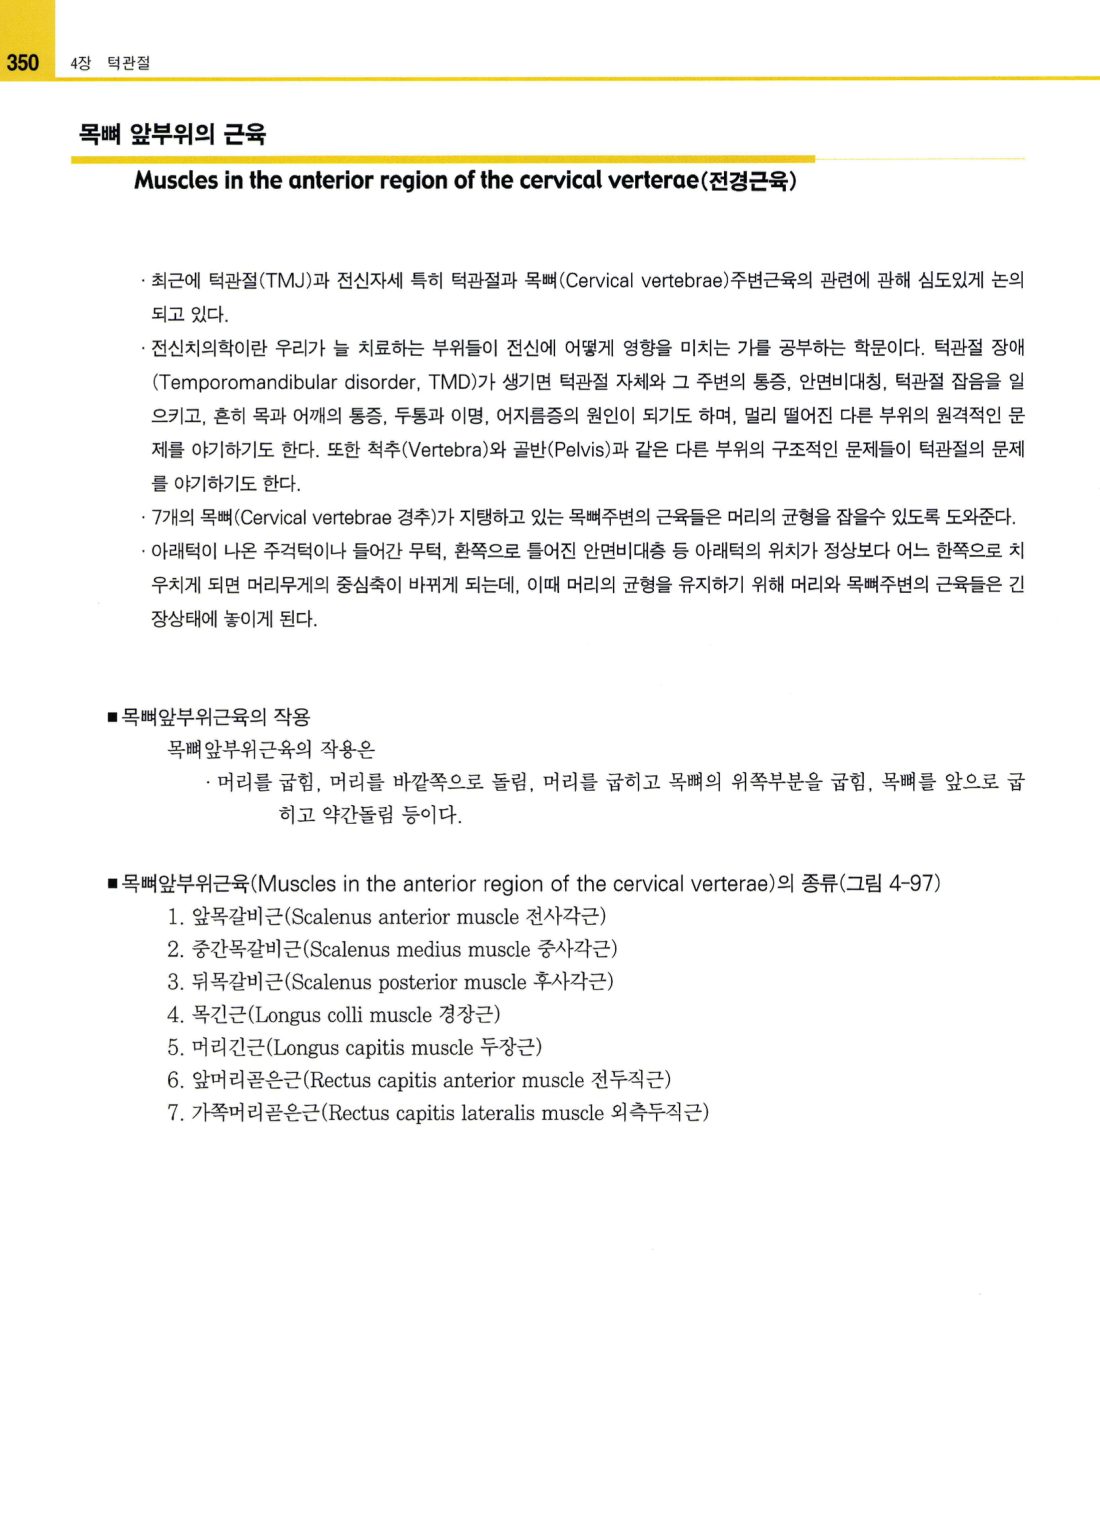 350 4장 턱관절
목뼈 앞부위의 근육
Muscles in the anterior region of the cervical verterae(전경근육)
· 최근에 턱관절(TMJ)과 전신자세 특히 턱관절과 목뼈(Cervical vertebrae)주변근육의 관련에 관해 심도있게 논의
되고 있다.
· 전신치의학이란 우리가 늘 치료하는 부위들이 전신에 어떻게 영향을 미치는 가를 공부하는 학문이다. 턱관절 장애
(Temporomandibular disorder, TMD)가 생기면 턱관절 자체와 그 주변의 통증, 안면비대칭, 턱관절 잡음을 일
으키고, 흔히 목과 어깨의 통증, 두통과 이명, 어지름증의 원인이 되기도 하며, 멀리 떨어진 다른 부위의 원격적인 문
제를 야기하기도 한다. 또한 척추(Vertebra)와 골반(Pelvis)과 같은 다른 부위의 구조적인 문제들이 턱관절의 문제
를 야기하기도 한다.
· 7개의 목뼈(Cervical vertebrae 경추)가 지탱하고 있는 목뼈주변의 근육들은 머리의 균형을 잡을수 있도록 도와준다.
· 아래턱이 나온 주걱턱이나 들어간 무턱, 홚쪽으로 틀어진 안면비대층 등 아래턱의 위치가 정상보다 어느 한쪽으로 치
우치게 되면 머리무게의 중심축이 바뀌게 되는데, 이때 머리의 균형을 유지하기 위해 머리와 목뼈주변의 근육들은 긴
장상태에 놓이게 된다.
■ 목뼈앞부위근육의 작용
목뼈앞부위근육의 작용은
· 머리를 굽힘, 머리를 바깥쪽으로 돌림, 머리를 굽히고 목뼈의 위쪽부분을 굽힘, 목뼈를 앞으로 굽
히고 약간돌림 등이다.
■ 목뼈앞부위근육(Muscles in the anterior region of the cervical verterae)의 종류(그림 4-97)
1. 앞목갈비근(Scalenus anterior muscle 전사각근)
2. 중간목갈비근(Scalenus medius muscle 중사각근)
3. 뒤목갈비근(Scalenus posterior muscle 후사각근)
4. 목긴근(Longus colli muscle 경장근)
5. 머리긴근(Longus capitis muscle 두장근)
6. 앞머리곧은근(Rectus capitis anterior muscle 전두직근)
7. 가쪽머리곧은근(Rectus capitis lateralis muscle 외측두직근)